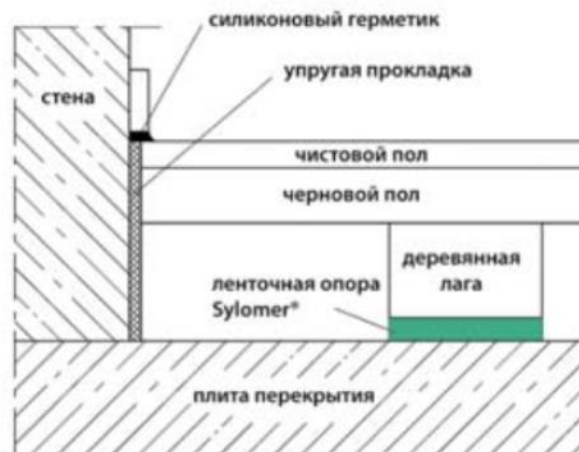 силиконовый герметик
упругая прокладка
стена
чистовой пол
черновой пол
деревянная
лага
ленточная опора
Sylomer®
плита перекрытия